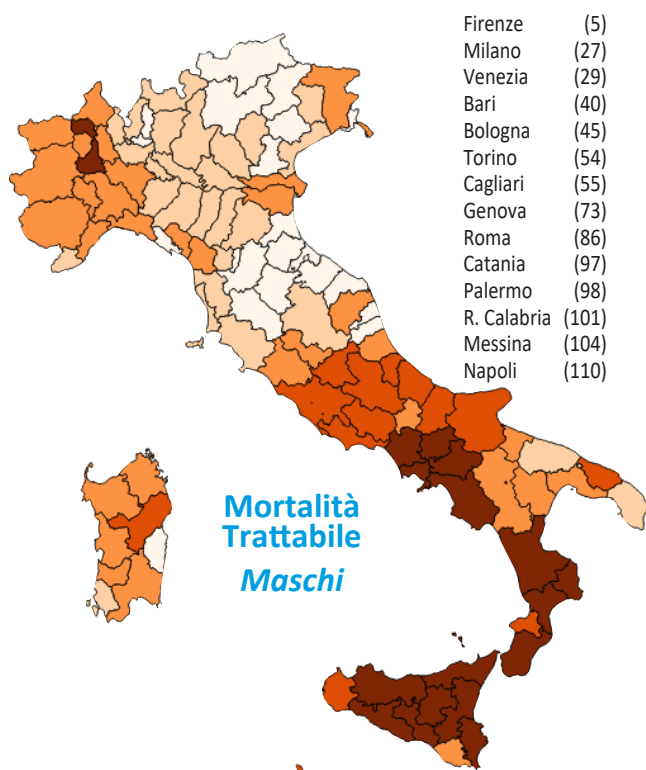 Firenze (5)
Milano (27)
Venezia (29)
Bari (40)
Bologna (45)
Torino (54)
Cagliari (55)
Genova (73)
Roma (86)
Catania (97)
Palermo (98)
R. Calabria (101)
Messina (104)
Napoli (110)
Mortalità
Trattabile
Maschi